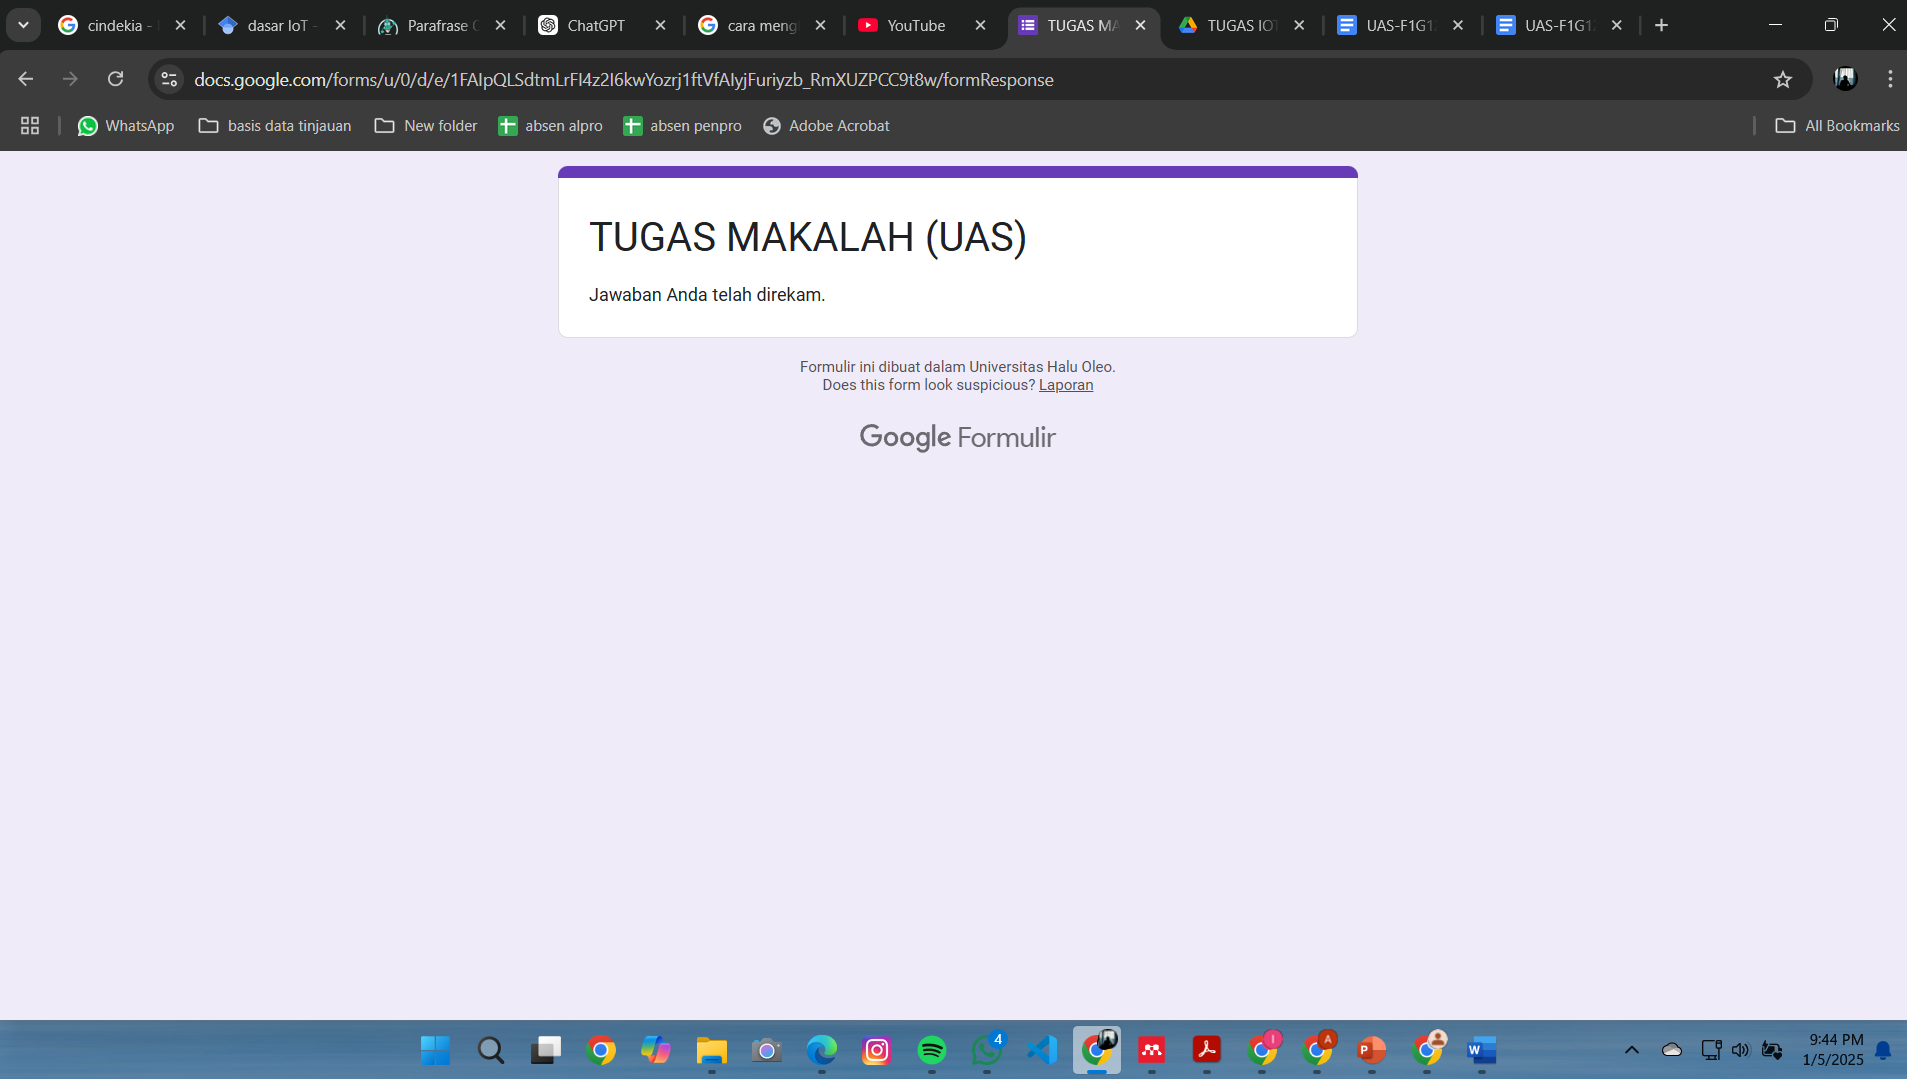 cindekia -
dasar IoT -
Parafrase
ChatGPT
cara meng
YouTube
TUGAS MA
TUGAS IO
UAS-F1G1
UAS-F1G1
docs.google.com/forms/u/0/d/e/1FAIpQLSdtmLrFI4z2I6kwYozrj1ftVfAIyjFuriyzb_RmXUZPCC9t8w/formResponse
WhatsApp
basis data tinjauan
New folder
absen alpro
absen penpro
Adobe Acrobat
All Bookmarks
TUGAS MAKALAH (UAS)
Jawaban Anda telah direkam.
Formulir ini dibuat dalam Universitas Halu Oleo.
Does this form look suspicious? Laporan
Google Formulir
4
I
A
P
W
9:44 PM
1/5/2025